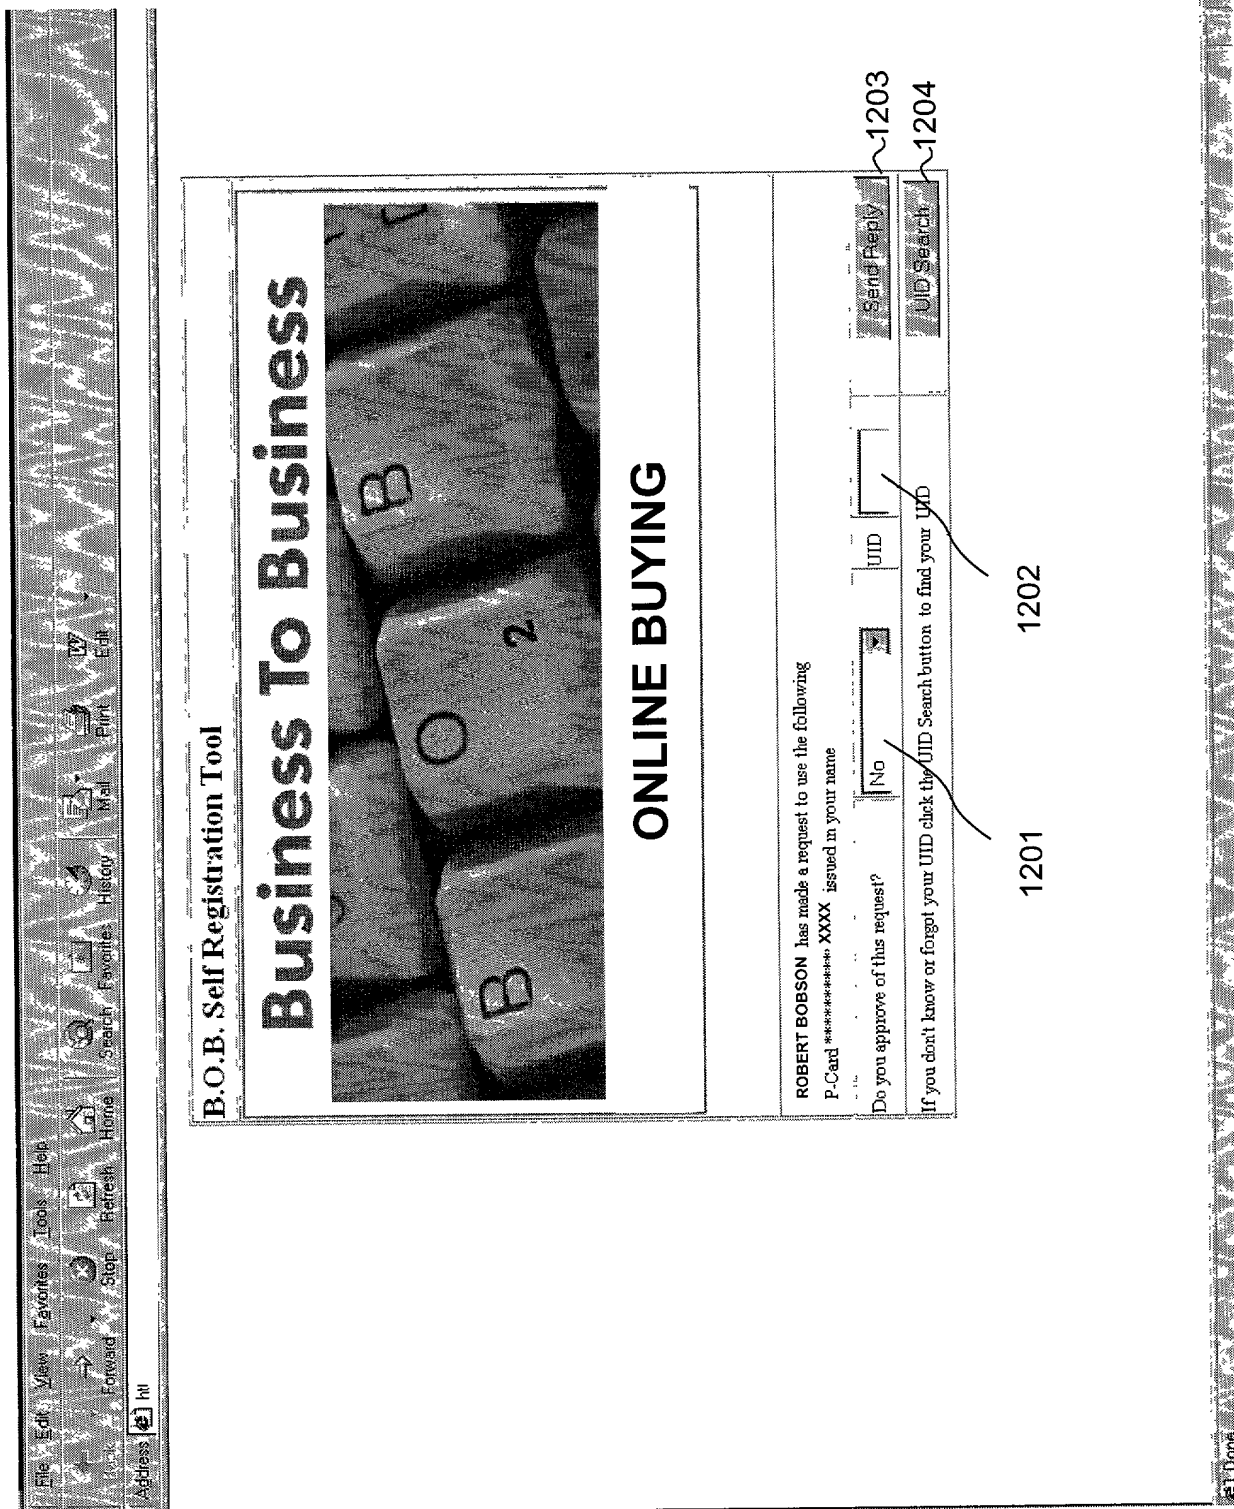 File Edit View Favorites Tools Help
Back Forward Stop Refresh Home Search Favorites History Mail Print Edit
Address htl
B.O.B. Self Registration Tool
Business To Business
B O 2 B
ONLINE BUYING
ROBERT BOBSON has made a request to use the following
P-Card ************ XXXX issued in your name
Do you approve of this request? No UID Send Reply 1203
If you don't know or forgot your UID click the UID Search button to find your UID UID Search 1204
1201 1202
Done